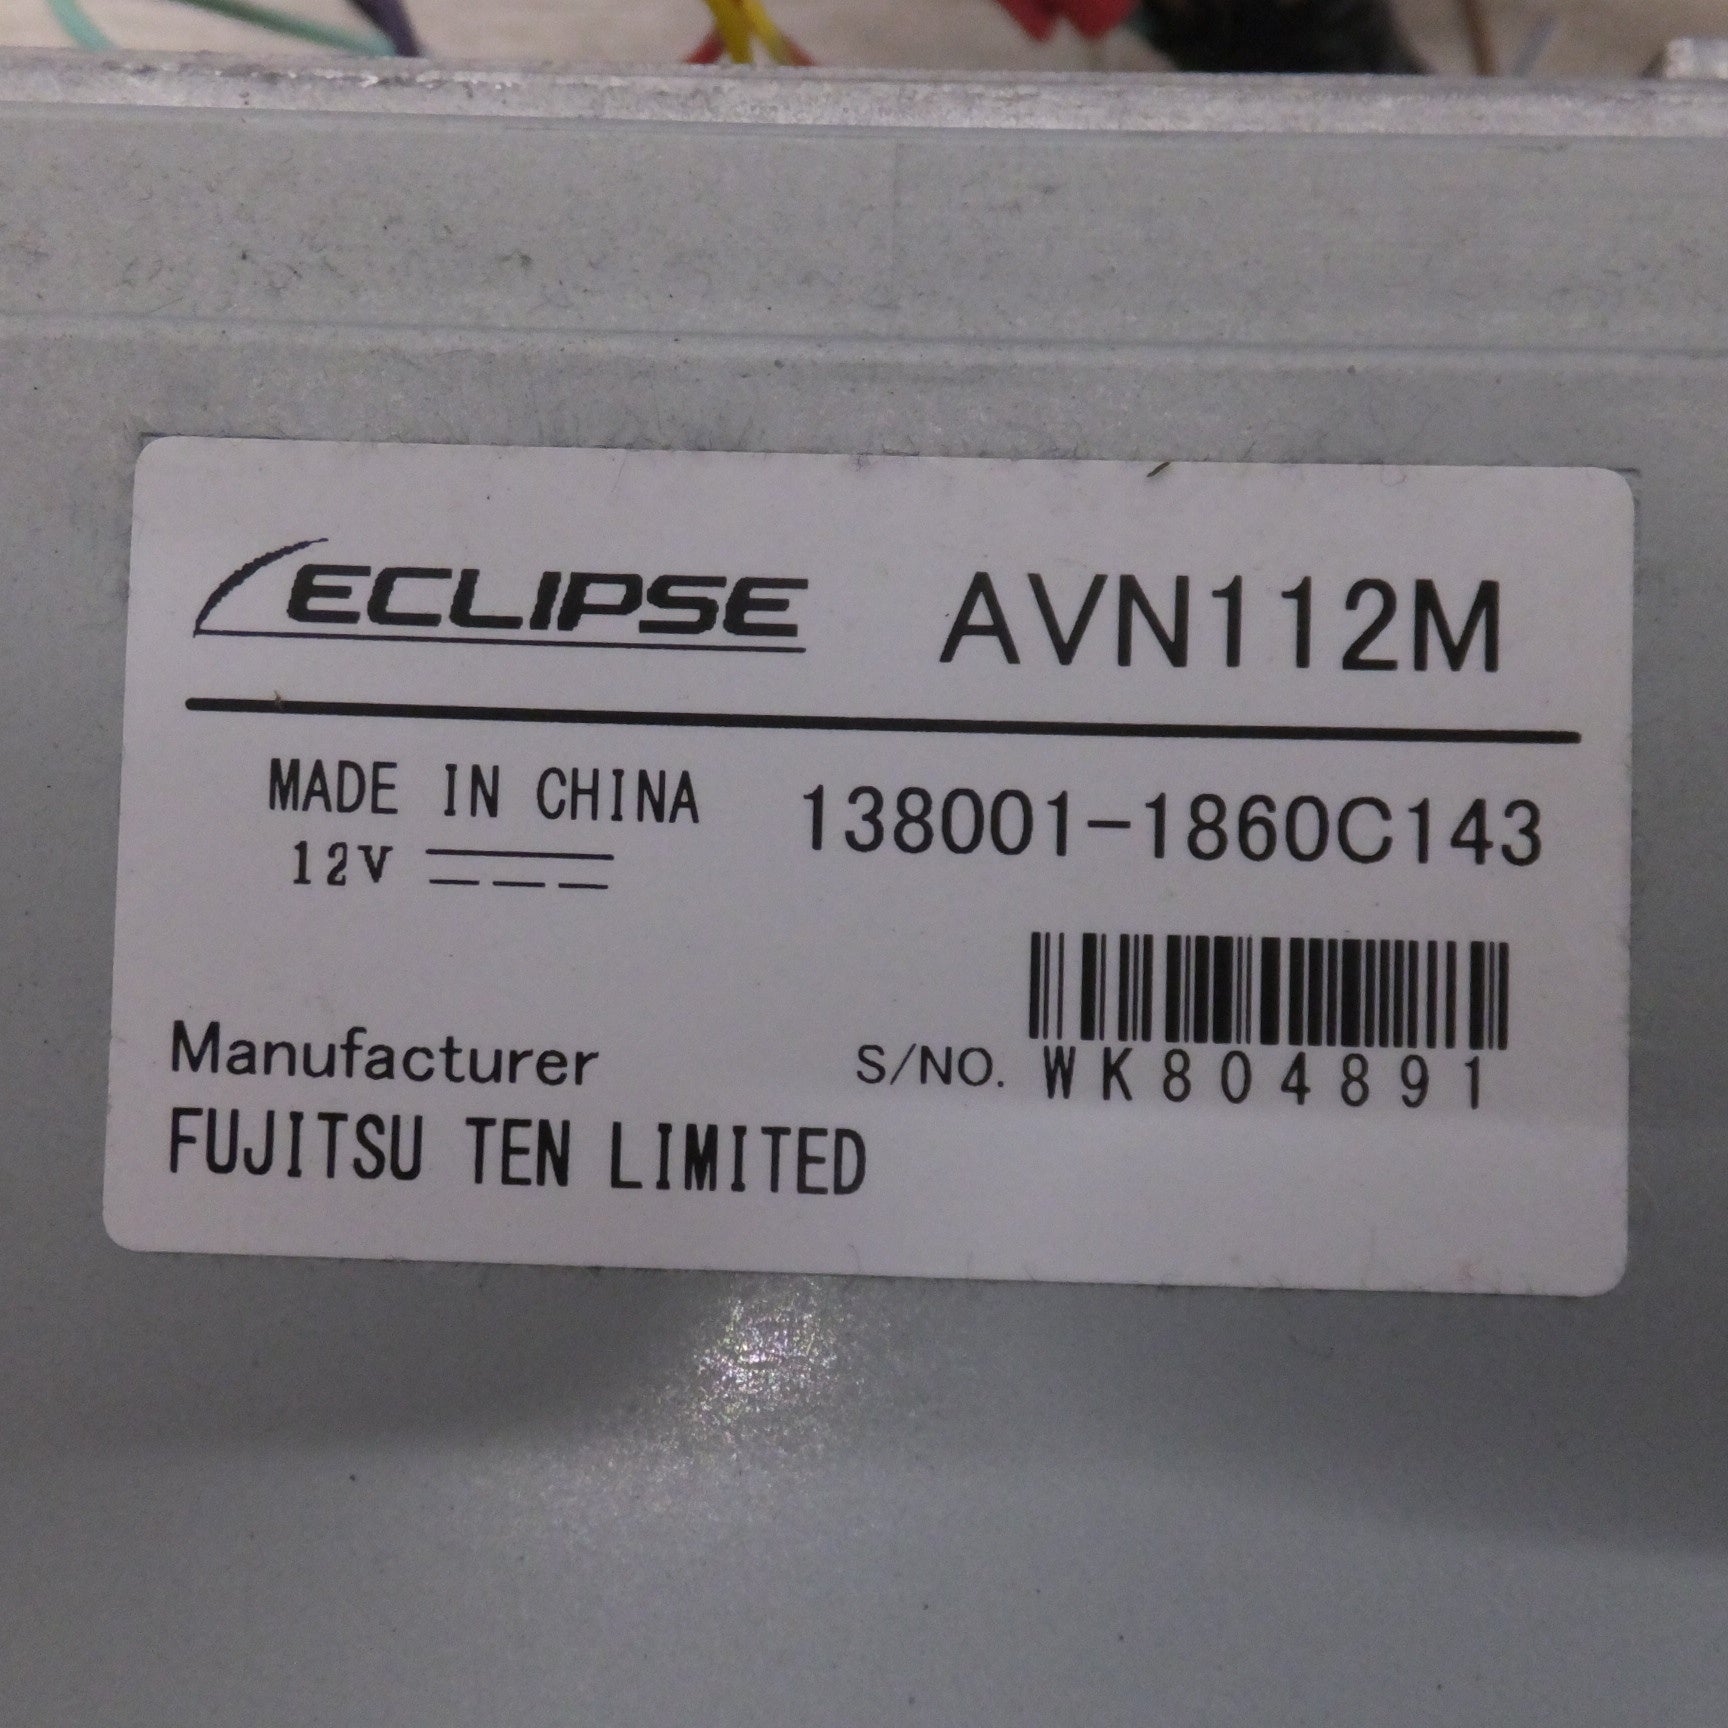 ECLIPSE AVN112M
MADE IN CHINA 138001-1860C143
12V
Manufacturer S/NO. WK804891
FUJITSU TEN LIMITED